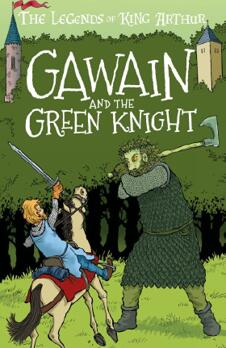 The Legends of King Arthur
GAWAIN
AND THE
GREEN KNIGHT